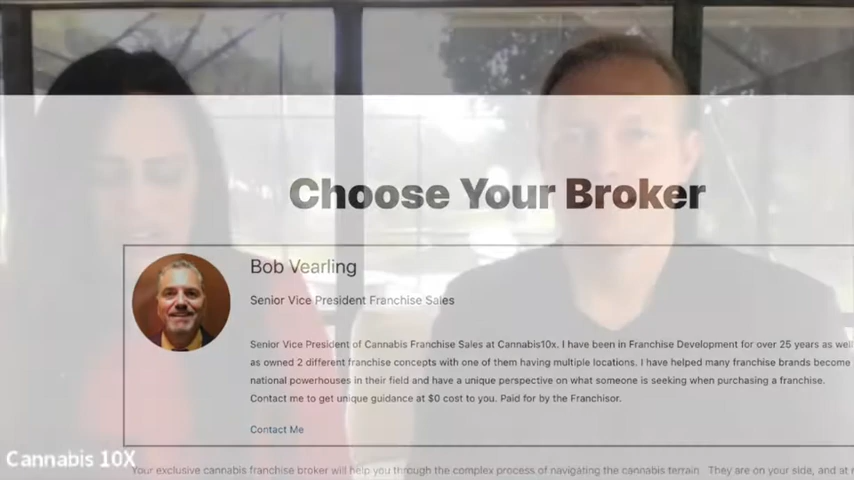 Choose Your Broker
Bob Vearling
Senior Vice President Franchise Sales
Senior Vice President of Cannabis Franchise Sales at Cannabis10x. I have been in Franchise Development for over 25 years as well
as owned 2 different franchise concepts with one of them having multiple locations. I have helped many franchise brands become
national powerhouses in their field and have a unique perspective on what someone is seeking when purchasing a franchise.
Contact me to get unique guidance at $0 cost to you. Paid for by the Franchisor.
Contact Me
Cannabis 10X
Your exclusive cannabis franchise broker will help you through the complex process of navigating the cannabis terrain. They are on your side, and at